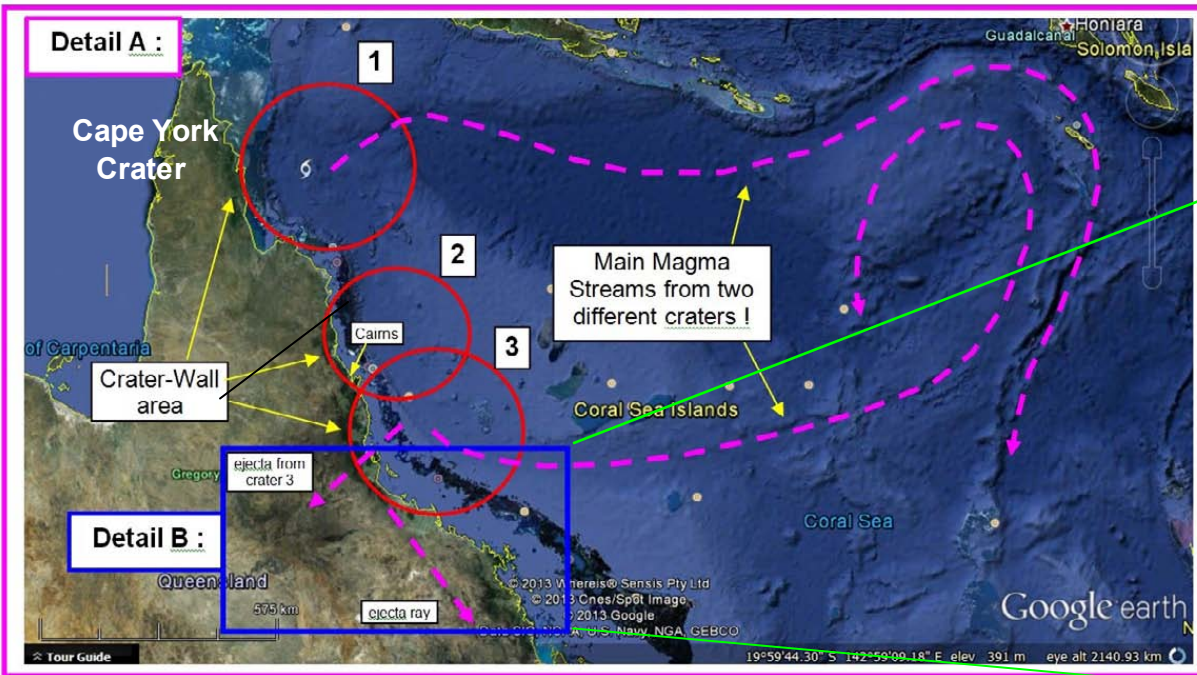 Detail A :
1
Honiara
Guadalcanal
Solomon Isla
Cape York
Crater
2
Main Magma
Streams from two
different craters !
Cairns
3
of Carpentaria
Crater-Wall
area
Coral Sea Islands
ejecta from
crater 3
Gregory
Detail B :
Coral Sea
Queensland
575 km
ejecta ray
© 2013 Whereis® Sensis Pty Ltd
© 2013 Cnes/Spot Image
© 2013 Google
U.S. Navy, NGA, GEBCO
Google earth
Tour Guide
19°59'44.30" S 142°59'09.18" E elev 391 m eye alt 2140.93 km